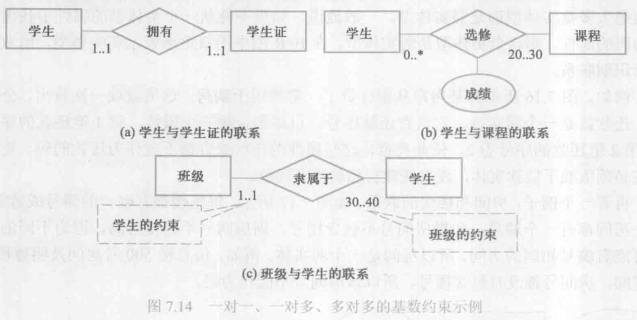 学生 拥有 学生证 学生 选修 课程
1..1 1..1 0..* 20..30
成绩
(a) 学生与学生证的联系 (b) 学生与课程的联系
班级 隶属于 学生
1..1 30..40
学生的约束 班级的约束
(c) 班级与学生的联系
图 7.14 一对一、一对多、多对多的基数约束示例